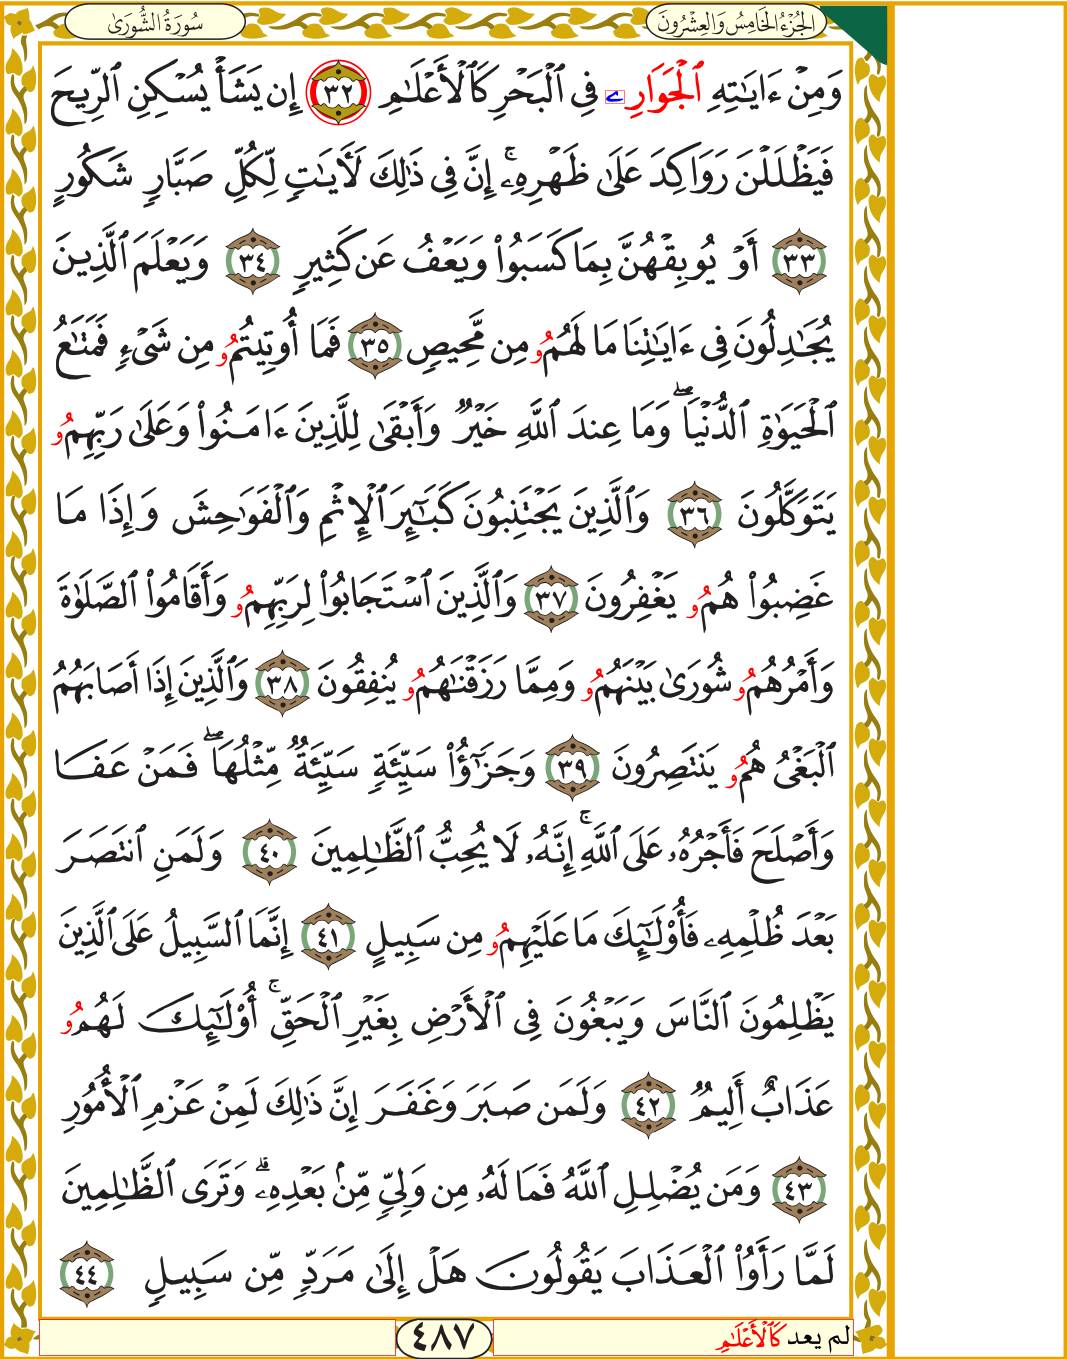 الجُزْءُ الخَامِسُ وَالعِشْرُونَ
سُورَةُ الشُّورَىٰ
وَمِنْ ءَايَٰتِهِ ٱلْجَوَارِۦ فِى ٱلْبَحْرِ كَٱلْأَعْلَٰمِ ٣٢ إِن يَشَأْ يُسْكِنِ ٱلرِّيحَ
فَيَظْلَلْنَ رَوَاكِدَ عَلَىٰ ظَهْرِهِۦٓ ۚ إِنَّ فِى ذَٰلِكَ لَأٓيَٰتٍ لِّكُلِّ صَبَّارٍ شَكُورٍ
٣٣ أَوْ يُوبِقْهُنَّ بِمَا كَسَبُوا۟ وَيَعْفُ عَن كَثِيرٍ ٣٤ وَيَعْلَمَ ٱلَّذِينَ
يُجَٰدِلُونَ فِى ءَايَٰتِنَا مَا لَهُمُۥ مِن مَّحِيصٍ ٣٥ فَمَا أُوتِيتُمُۥ مِن شَىْءٍ فَمَتَٰعُ
ٱلْحَيَوٰةِ ٱلدُّنْيَا ۖ وَمَا عِندَ ٱللَّهِ خَيْرٌ وَأَبْقَىٰ لِلَّذِينَ ءَامَنُوا۟ وَعَلَىٰ رَبِّهِمُۥ
يَتَوَكَّلُونَ ٣٦ وَٱلَّذِينَ يَجْتَنِبُونَ كَبَٰٓئِرَ ٱلْإِثْمِ وَٱلْفَوَٰحِشَ وَإِذَا مَا
غَضِبُوا۟ هُمُۥ يَغْفِرُونَ ٣٧ وَٱلَّذِينَ ٱسْتَجَابُوا۟ لِرَبِّهِمُۥ وَأَقَامُوا۟ ٱلصَّلَوٰةَ
وَأَمْرُهُمُۥ شُورَىٰ بَيْنَهُمُۥ وَمِمَّا رَزَقْنَٰهُمُۥ يُنفِقُونَ ٣٨ وَٱلَّذِينَ إِذَا أَصَابَهُمُ
ٱلْبَغْىُ هُمُۥ يَنتَصِرُونَ ٣٩ وَجَزَٰٓؤُا۟ سَيِّئَةٍ سَيِّئَةٌ مِّثْلُهَا ۖ فَمَنْ عَفَا
وَأَصْلَحَ فَأَجْرُهُۥ عَلَى ٱللَّهِ ۚ إِنَّهُۥ لَا يُحِبُّ ٱلظَّٰلِمِينَ ٤٠ وَلَمَنِ ٱنتَصَرَ
بَعْدَ ظُلْمِهِۦ فَأُو۟لَٰٓئِكَ مَا عَلَيْهِمُۥ مِن سَبِيلٍ ٤١ إِنَّمَا ٱلسَّبِيلُ عَلَى ٱلَّذِينَ
يَظْلِمُونَ ٱلنَّاسَ وَيَبْغُونَ فِى ٱلْأَرْضِ بِغَيْرِ ٱلْحَقِّ ۚ أُو۟لَٰٓئِكَ لَهُمُۥ
عَذَابٌ أَلِيمٌ ٤٢ وَلَمَن صَبَرَ وَغَفَرَ إِنَّ ذَٰلِكَ لَمِنْ عَزْمِ ٱلْأُمُورِ
٤٣ وَمَن يُضْلِلِ ٱللَّهُ فَمَا لَهُۥ مِن وَلِىٍّ مِّنۢ بَعْدِهِۦ ۗ وَتَرَى ٱلظَّٰلِمِينَ
لَمَّا رَأَوُا۟ ٱلْعَذَابَ يَقُولُونَ هَلْ إِلَىٰ مَرَدٍّ مِّن سَبِيلٍ ٤٤
لم يعد كَٱلْأَعْلَٰمِ
٤٨٧